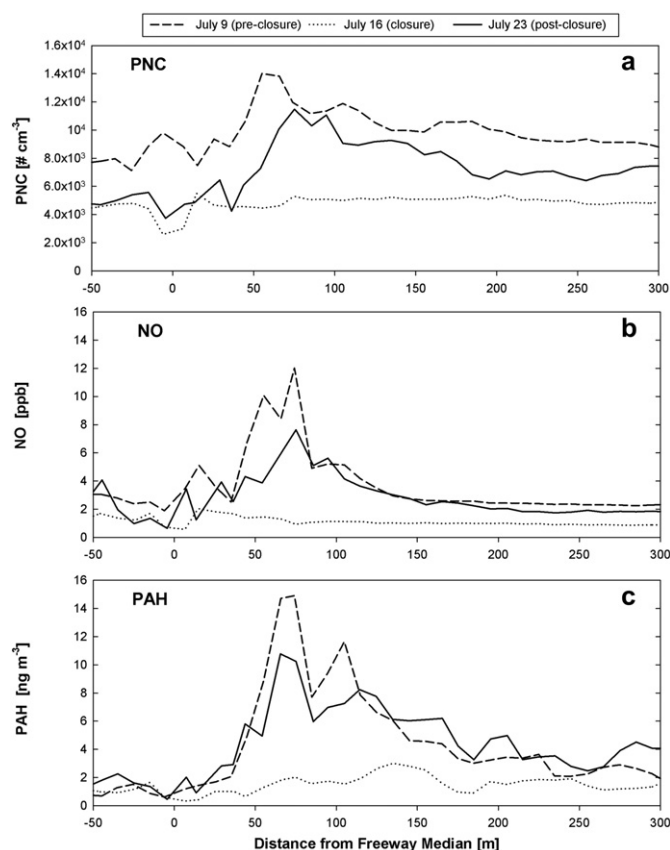 July 9 (pre-closure) July 16 (closure) July 23 (post-closure)
PNC a
PNC [# cm⁻³]
1.6x10⁴
1.4x10⁴
1.2x10⁴
10x10⁴
8.0x10³
6.0x10³
4.0x10³
2.0x10³
0
-50 0 50 100 150 200 250 300
NO b
NO [ppb]
16
14
12
10
8
6
4
2
0
-50 0 50 100 150 200 250 300
PAH c
PAH [ng m⁻³]
16
14
12
10
8
6
4
2
0
-50 0 50 100 150 200 250 300
Distance from Freeway Median [m]